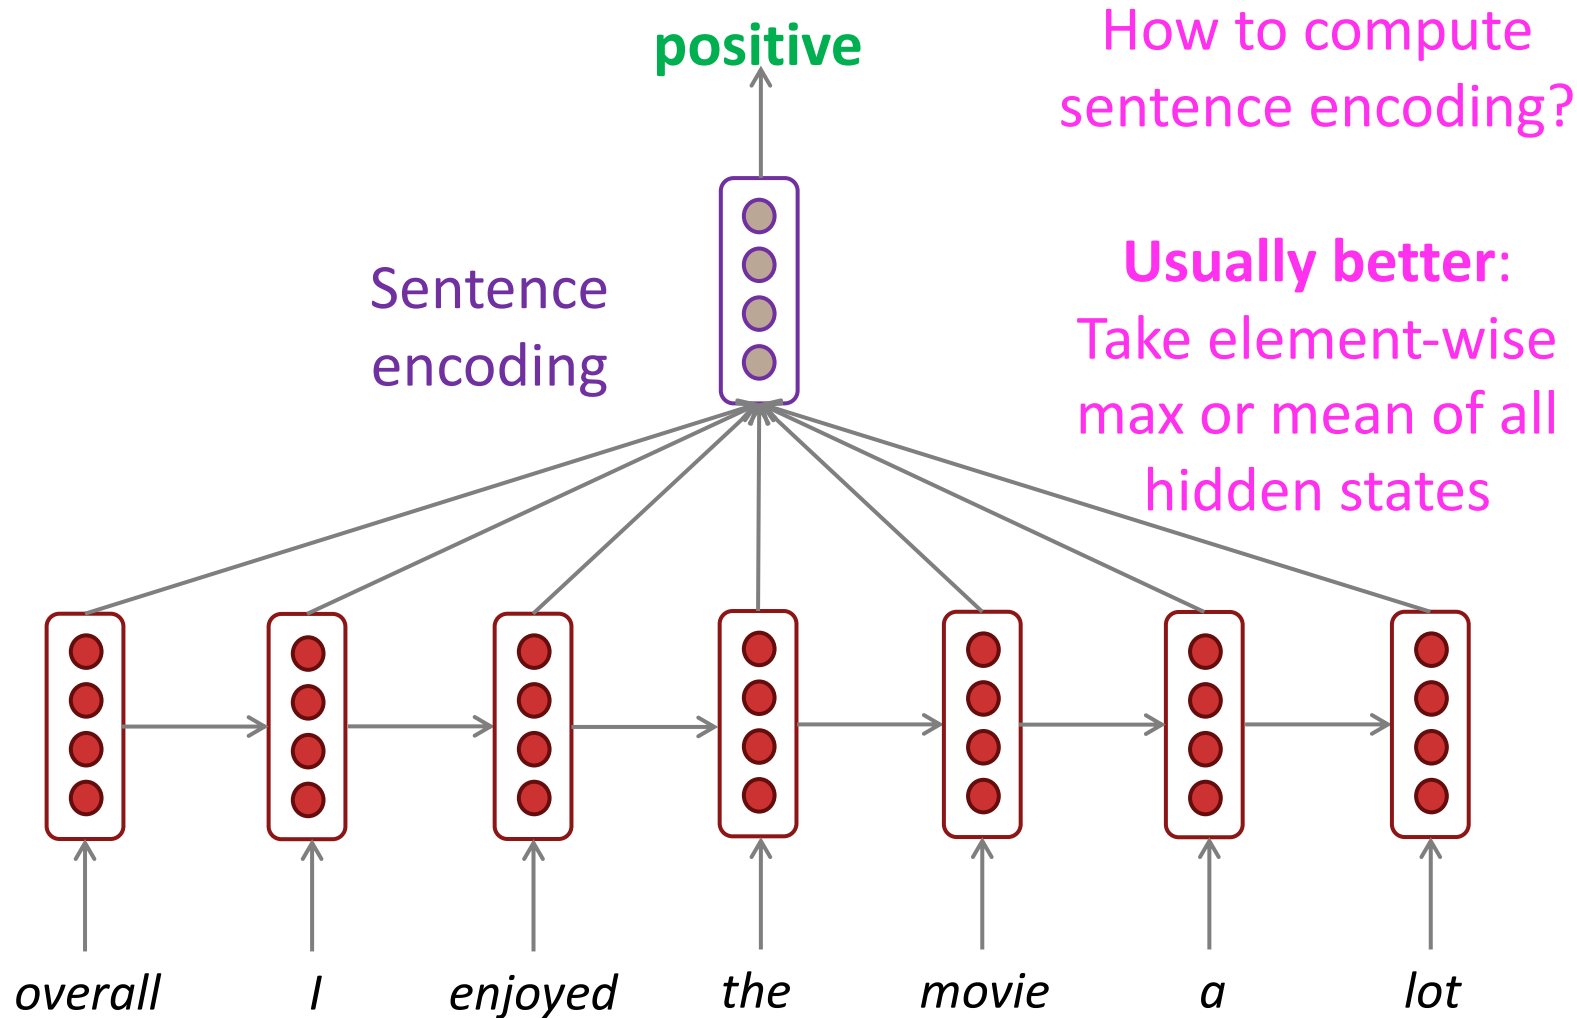 positive
How to compute
sentence encoding?
Usually better:
Take element-wise
max or mean of all
hidden states
Sentence
encoding
overall I enjoyed the movie a lot